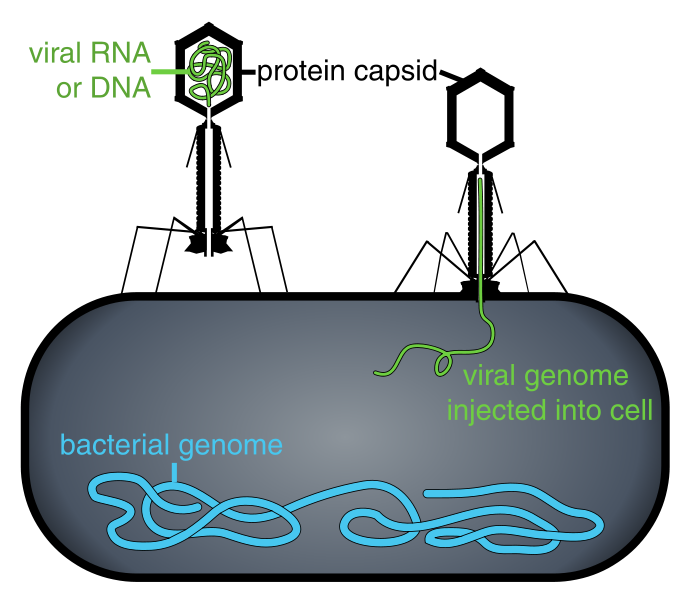 viral RNA
or DNA
protein capsid
viral genome
injected into cell
bacterial genome